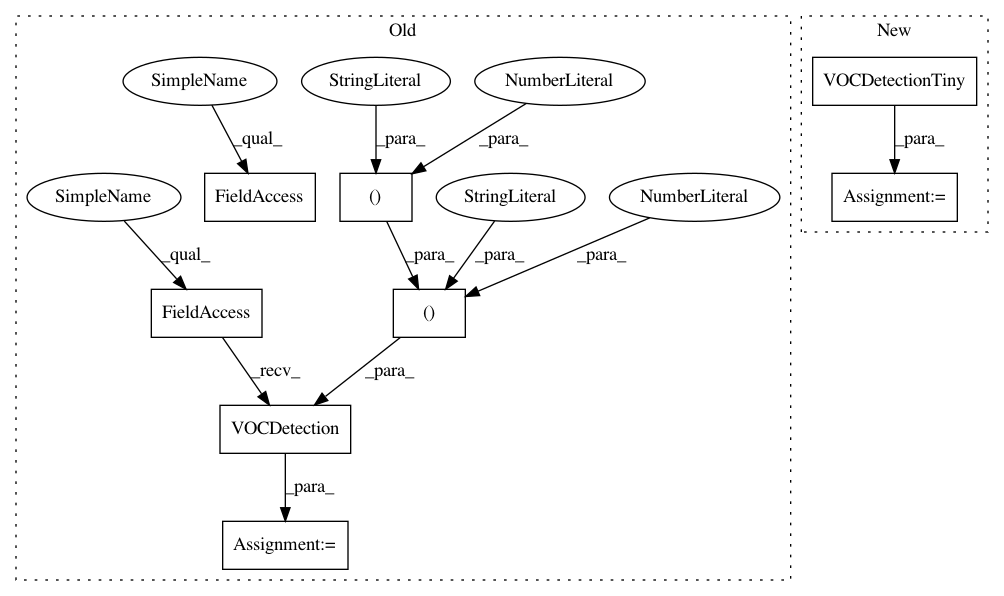 Old
New
SimpleName
StringLiteral
NumberLiteral
VOCDetectionTiny
_qual_
_para_
_para_
_para_
SimpleName
FieldAccess
()
StringLiteral
NumberLiteral
Assignment:=
_qual_
_para_
_para_
_para_
FieldAccess
()
_recv_
_para_
VOCDetection
_para_
Assignment:=